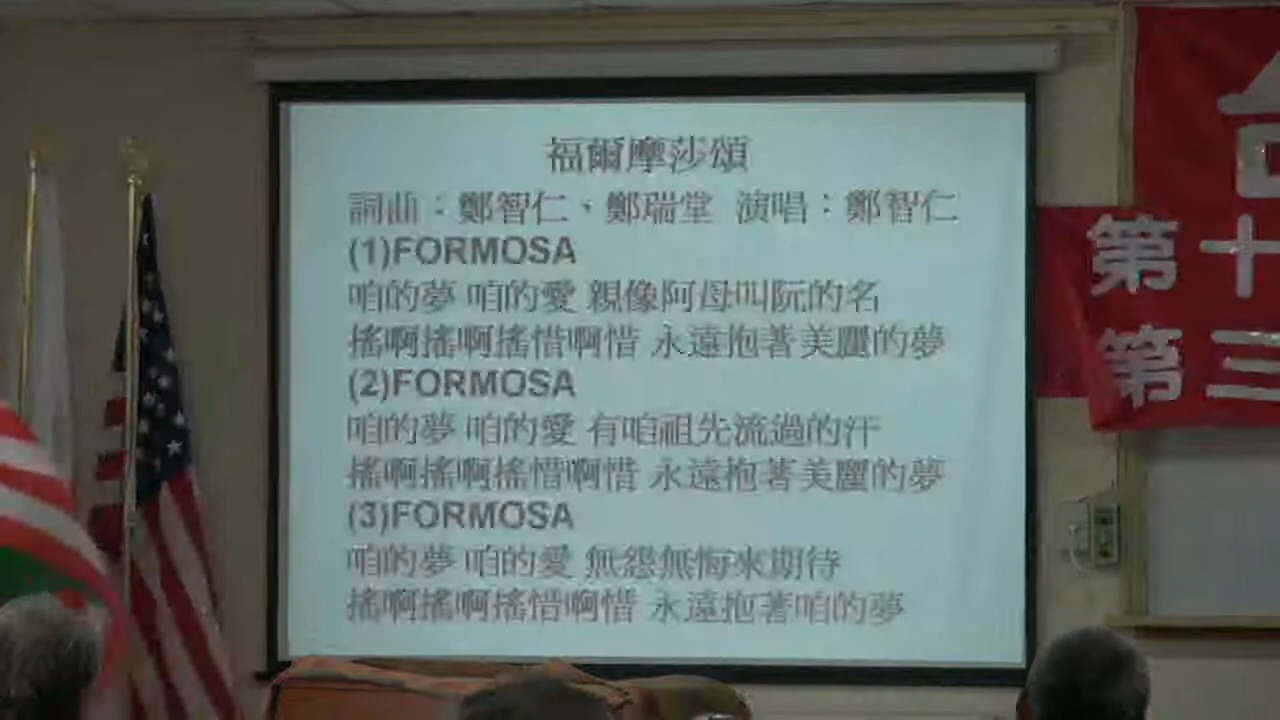 福爾摩莎頌
詞曲：鄭智仁、鄭瑞堂 演唱：鄭智仁
(1)FORMOSA
咱的夢 咱的愛 親像阿母叫阮的名
搖啊搖啊搖惜啊惜 永遠抱著美麗的夢
(2)FORMOSA
咱的夢 咱的愛 有咱祖先流過的汗
搖啊搖啊搖惜啊惜 永遠抱著美麗的夢
(3)FORMOSA
咱的夢 咱的愛 無怨無悔來期待
搖啊搖啊搖惜啊惜 永遠抱著咱的夢
第十
第三